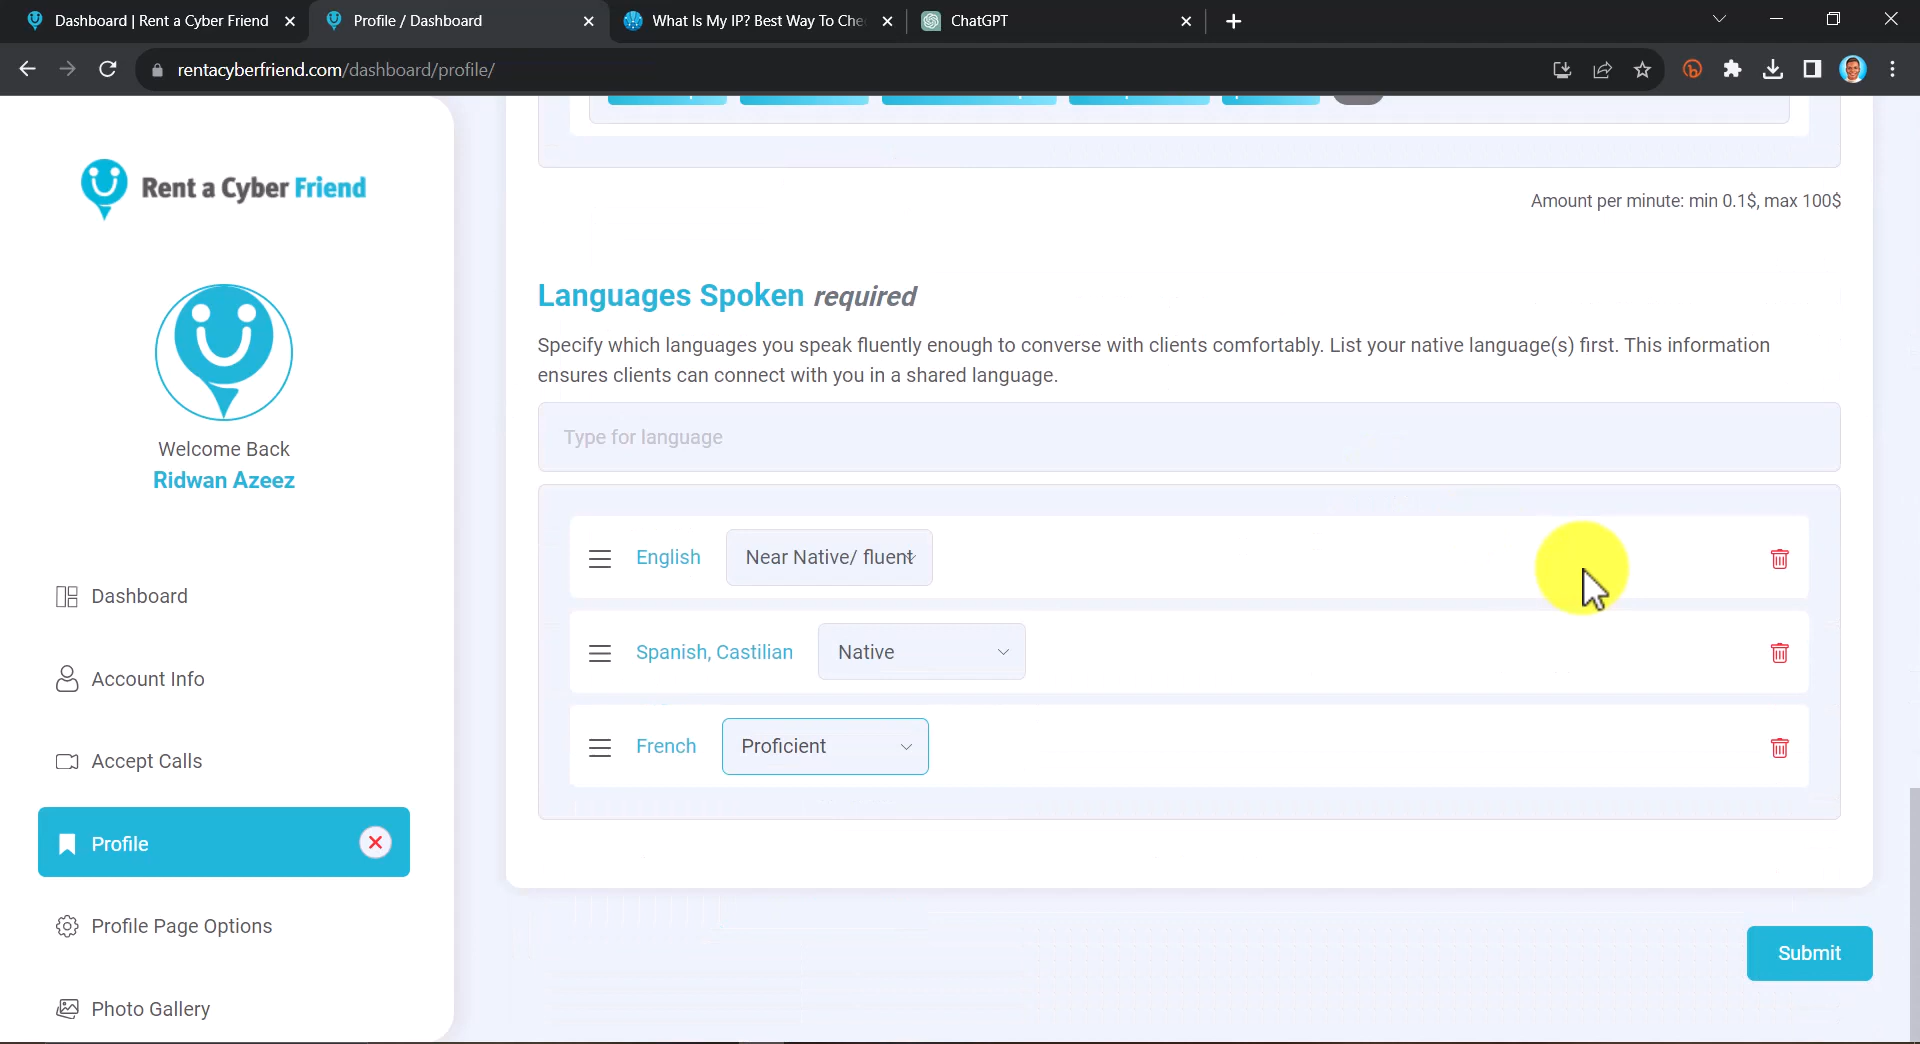 Dashboard | Rent a Cyber Friend
Profile / Dashboard
What Is My IP? Best Way To Che
ChatGPT
rentacyberfriend.com/dashboard/profile/
Rent a Cyber Friend
Welcome Back
Ridwan Azeez
Dashboard
Account Info
Accept Calls
Profile
Profile Page Options
Photo Gallery
Amount per minute: min 0.1$, max 100$
Languages Spoken required
Specify which languages you speak fluently enough to converse with clients comfortably. List your native language(s) first. This information
ensures clients can connect with you in a shared language.
Type for language
English Near Native/ fluent
Spanish, Castilian Native
French Proficient
Submit